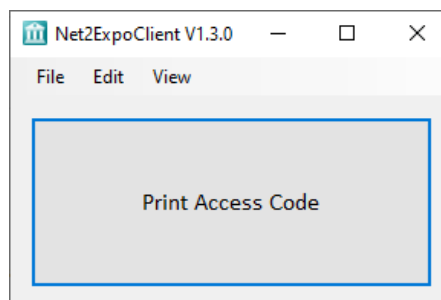 Net2ExpoClient V1.3.0
File Edit View
Print Access Code